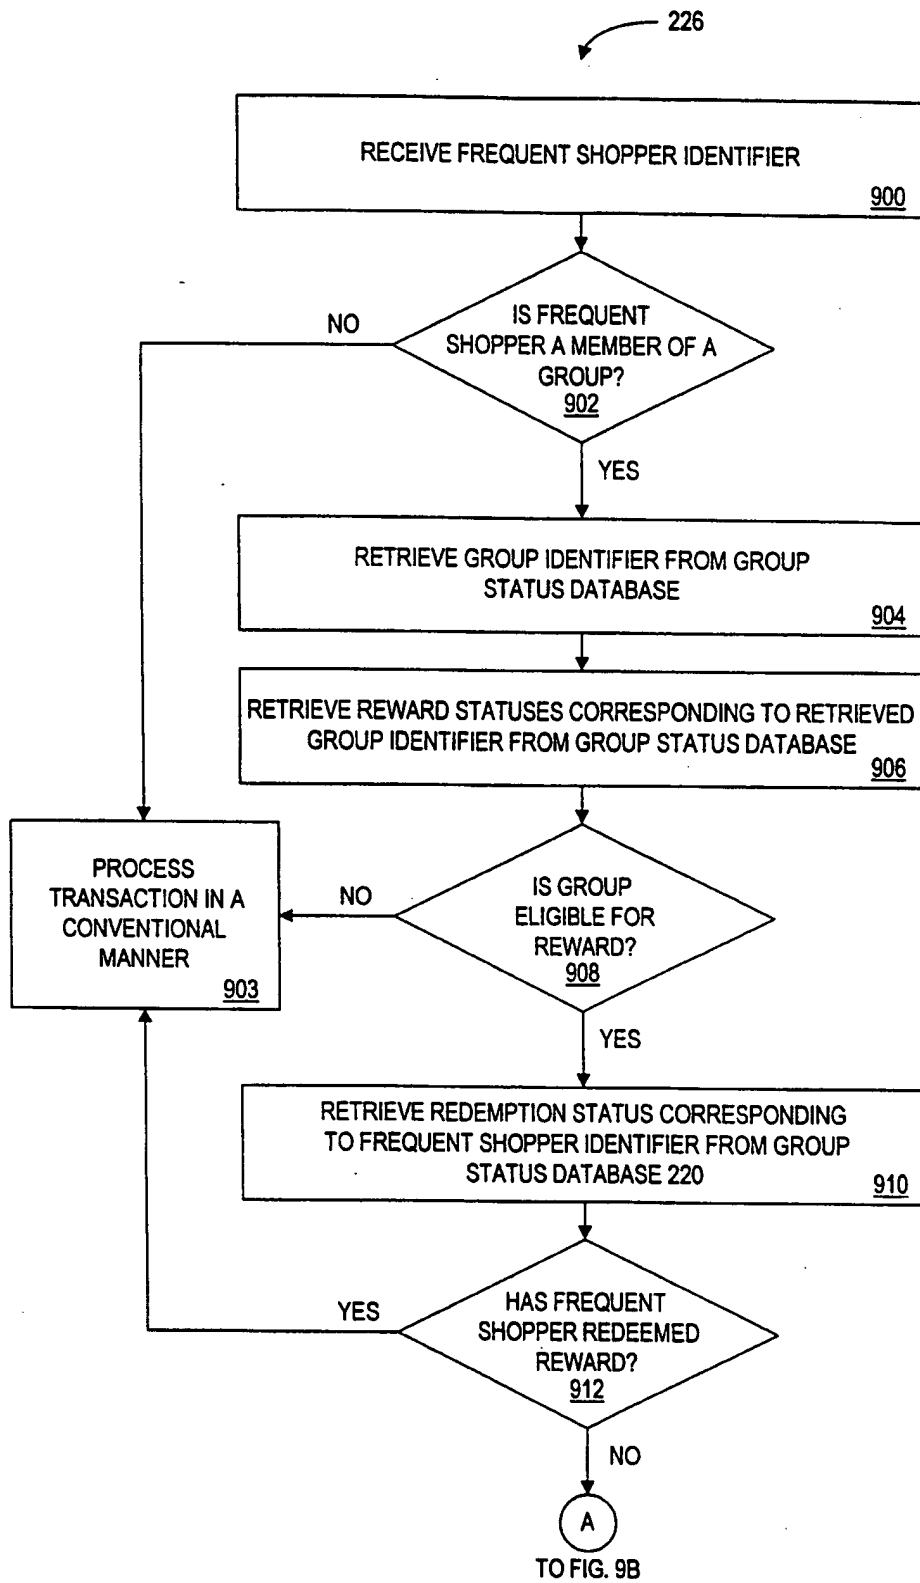 226
RECEIVE FREQUENT SHOPPER IDENTIFIER
900
NO
IS FREQUENT
SHOPPER A MEMBER OF A
GROUP?
902
YES
RETRIEVE GROUP IDENTIFIER FROM GROUP
STATUS DATABASE
904
RETRIEVE REWARD STATUSES CORRESPONDING TO RETRIEVED
GROUP IDENTIFIER FROM GROUP STATUS DATABASE
906
PROCESS
TRANSACTION IN A
CONVENTIONAL
MANNER
903
NO
IS GROUP
ELIGIBLE FOR
REWARD?
908
YES
RETRIEVE REDEMPTION STATUS CORRESPONDING
TO FREQUENT SHOPPER IDENTIFIER FROM GROUP
STATUS DATABASE 220
910
YES
HAS FREQUENT
SHOPPER REDEEMED
REWARD?
912
NO
A
TO FIG. 9B